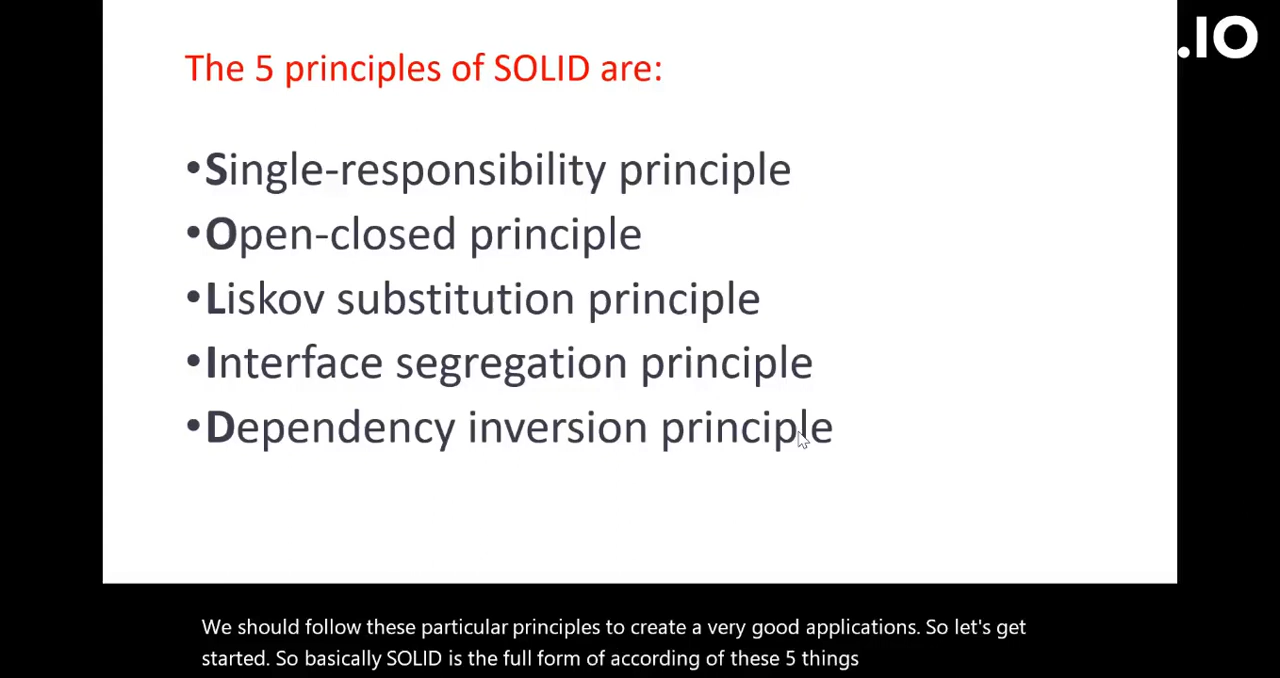 .IO
The 5 principles of SOLID are:
•Single-responsibility principle
•Open-closed principle
•Liskov substitution principle
•Interface segregation principle
•Dependency inversion principle
We should follow these particular principles to create a very good applications. So let's get
started. So basically SOLID is the full form of according of these 5 things